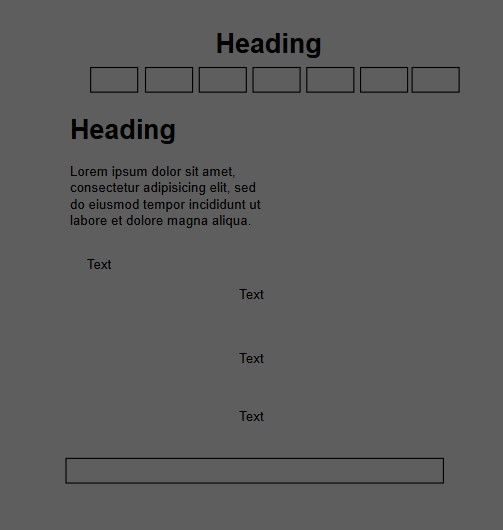 Heading
Heading
Lorem ipsum dolor sit amet,
consectetur adipisicing elit, sed
do eiusmod tempor incididunt ut
labore et dolore magna aliqua.
Text
Text
Text
Text